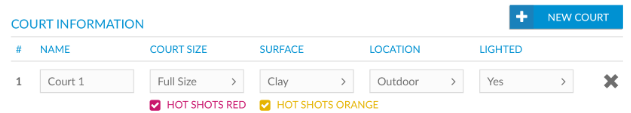 COURT INFORMATION
+ NEW COURT
# NAME COURT SIZE SURFACE LOCATION LIGHTED
1 Court 1 Full Size > Clay > Outdoor > Yes >
HOT SHOTS RED HOT SHOTS ORANGE